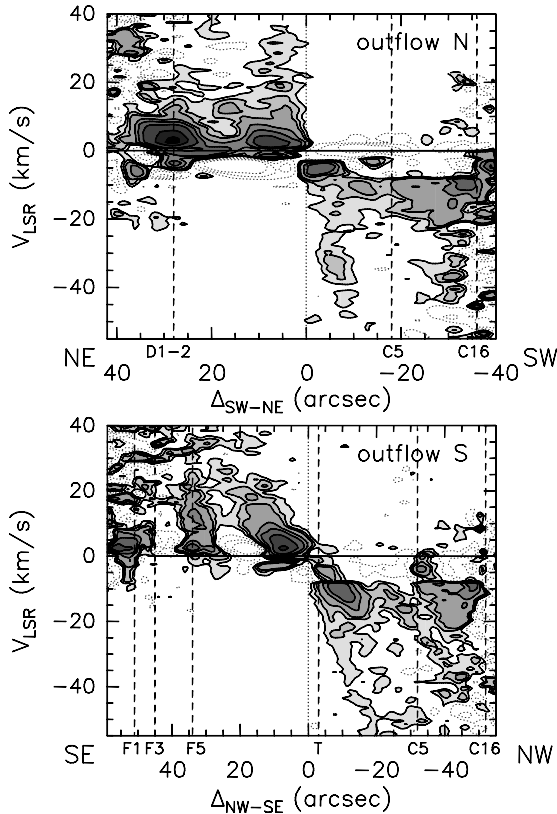 40
outflow N
20
0
-20
-40
V_LSR (km/s)
D1-2 C5 C16
NE SW
40 20 0 -20 -40
Δ_SW-NE (arcsec)
40
outflow S
20
0
-20
-40
V_LSR (km/s)
F1 F3 F5 T C5 C16
SE NW
40 20 0 -20 -40
Δ_NW-SE (arcsec)